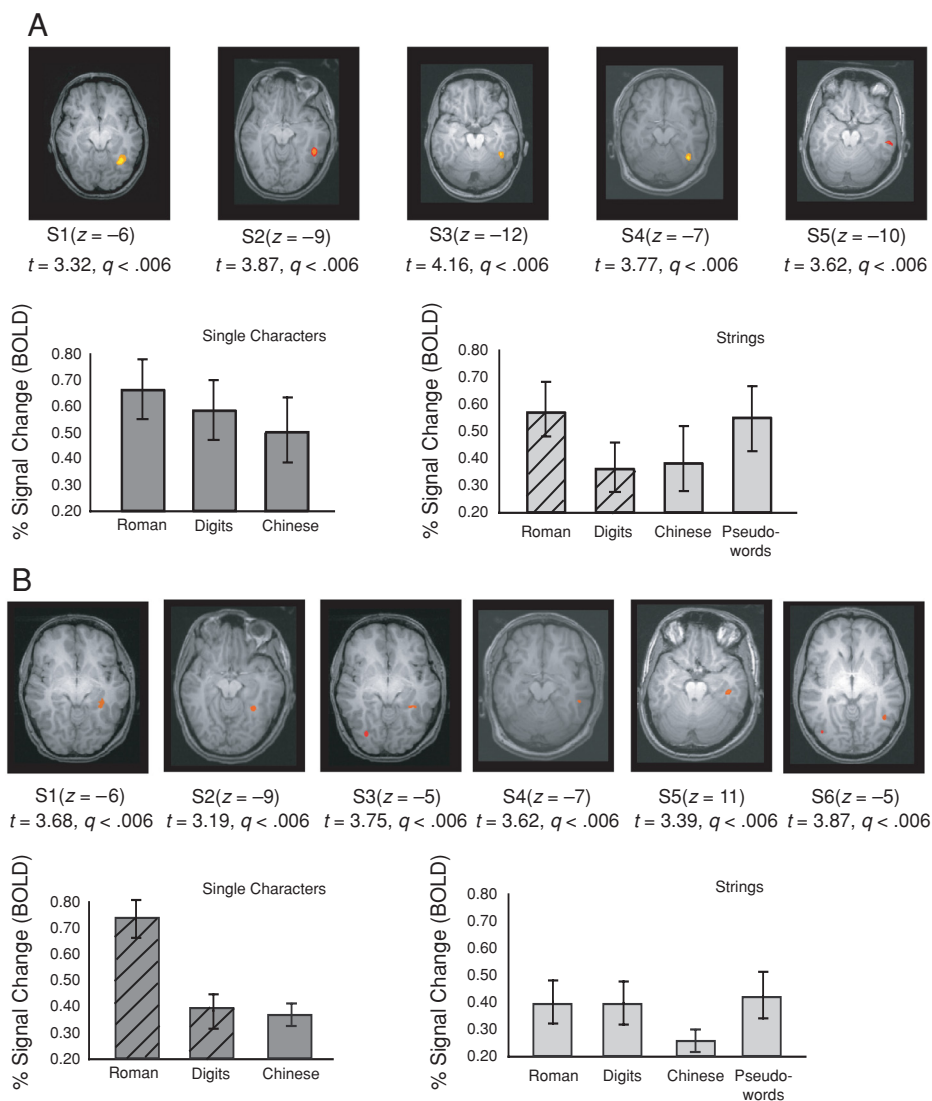 A
S1(z = –6) S2(z = –9) S3(z = –12) S4(z = –7) S5(z = –10)
t = 3.32, q < .006 t = 3.87, q < .006 t = 4.16, q < .006 t = 3.77, q < .006 t = 3.62, q < .006
% Signal Change (BOLD)
Single Characters
0.80
0.70
0.60
0.50
0.40
0.30
0.20
Roman Digits Chinese
% Signal Change (BOLD)
Strings
0.80
0.70
0.60
0.50
0.40
0.30
0.20
Roman Digits Chinese Pseudo-
words
B
S1(z = –6) S2(z = –9) S3(z = –5) S4(z = –7) S5(z = 11) S6(z = –5)
t = 3.68, q < .006 t = 3.19, q < .006 t = 3.75, q < .006 t = 3.62, q < .006 t = 3.39, q < .006 t = 3.87, q < .006
% Signal Change (BOLD)
Single Characters
0.80
0.70
0.60
0.50
0.40
0.30
0.20
Roman Digits Chinese
% Signal Change (BOLD)
Strings
0.80
0.70
0.60
0.50
0.40
0.30
0.20
Roman Digits Chinese Pseudo-
words